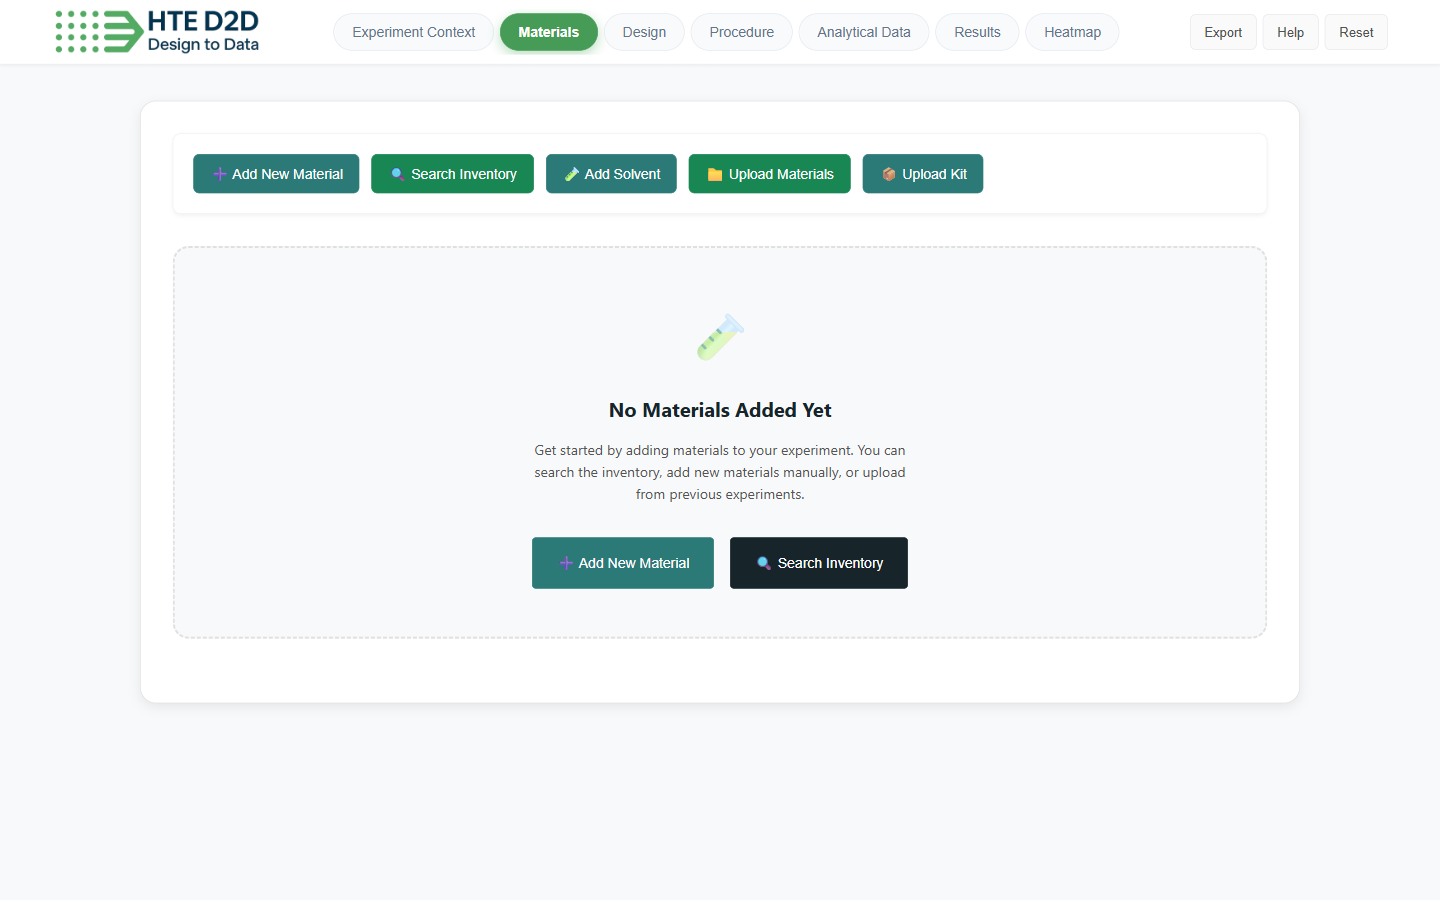 HTE D2D
Design to Data
Experiment Context
Materials
Design
Procedure
Analytical Data
Results
Heatmap
Export
Help
Reset
Add New Material
Search Inventory
Add Solvent
Upload Materials
Upload Kit
No Materials Added Yet
Get started by adding materials to your experiment. You can
search the inventory, add new materials manually, or upload
from previous experiments.
Add New Material
Search Inventory